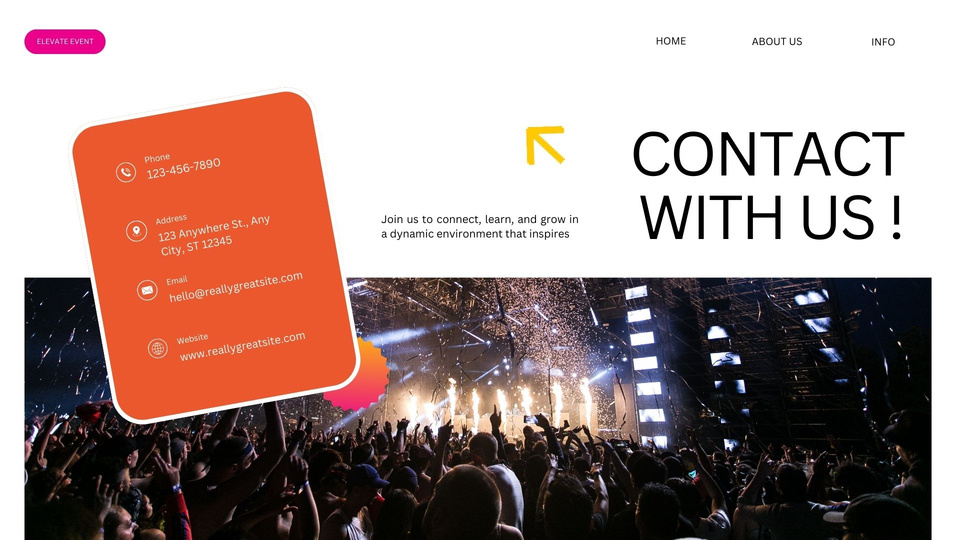 ELEVATE EVENT
HOME
ABOUT US
INFO
CONTACT
WITH US !
Join us to connect, learn, and grow in
a dynamic environment that inspires
Phone
123-456-7890
Address
123 Anywhere St., Any
City, ST 12345
Email
hello@reallygreatsite.com
Website
www.reallygreatsite.com